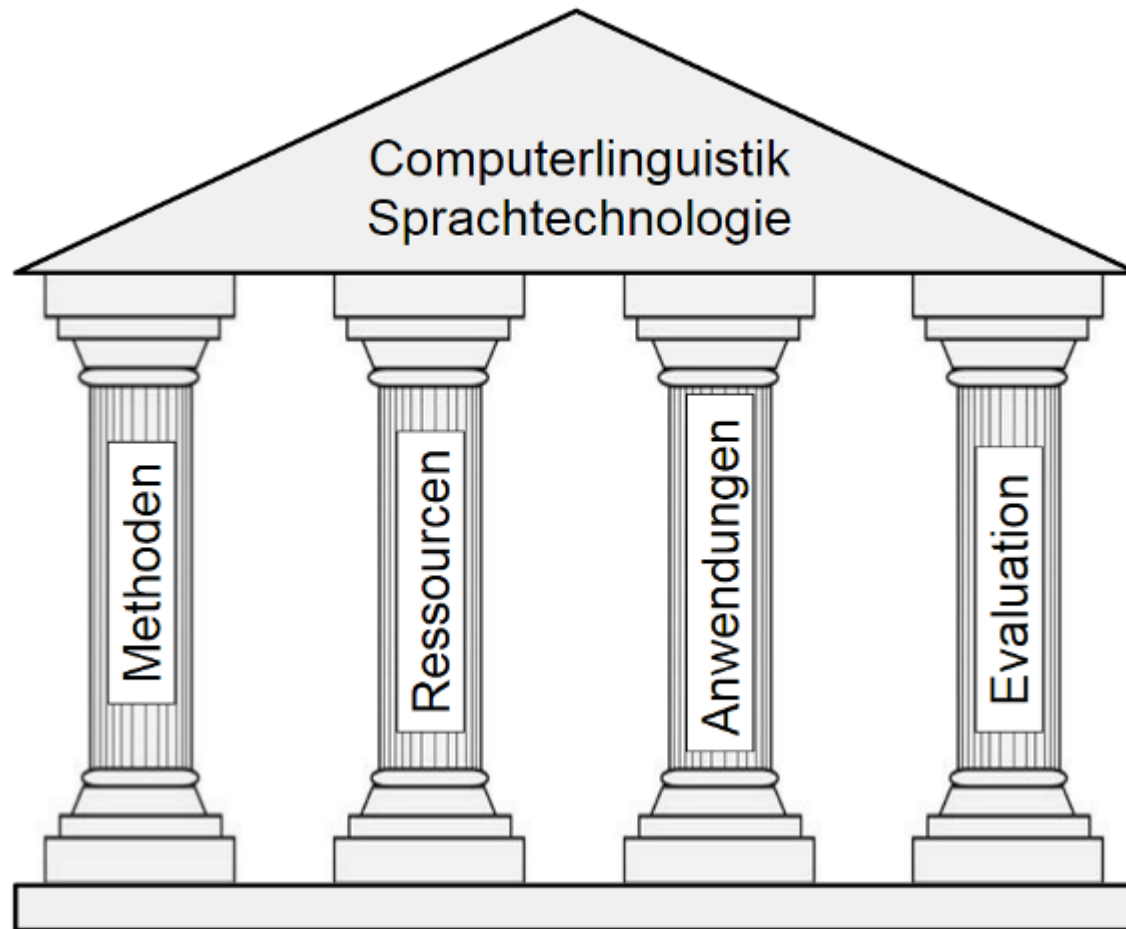 Computerlinguistik
Sprachtechnologie
Methoden
Ressourcen
Anwendungen
Evaluation